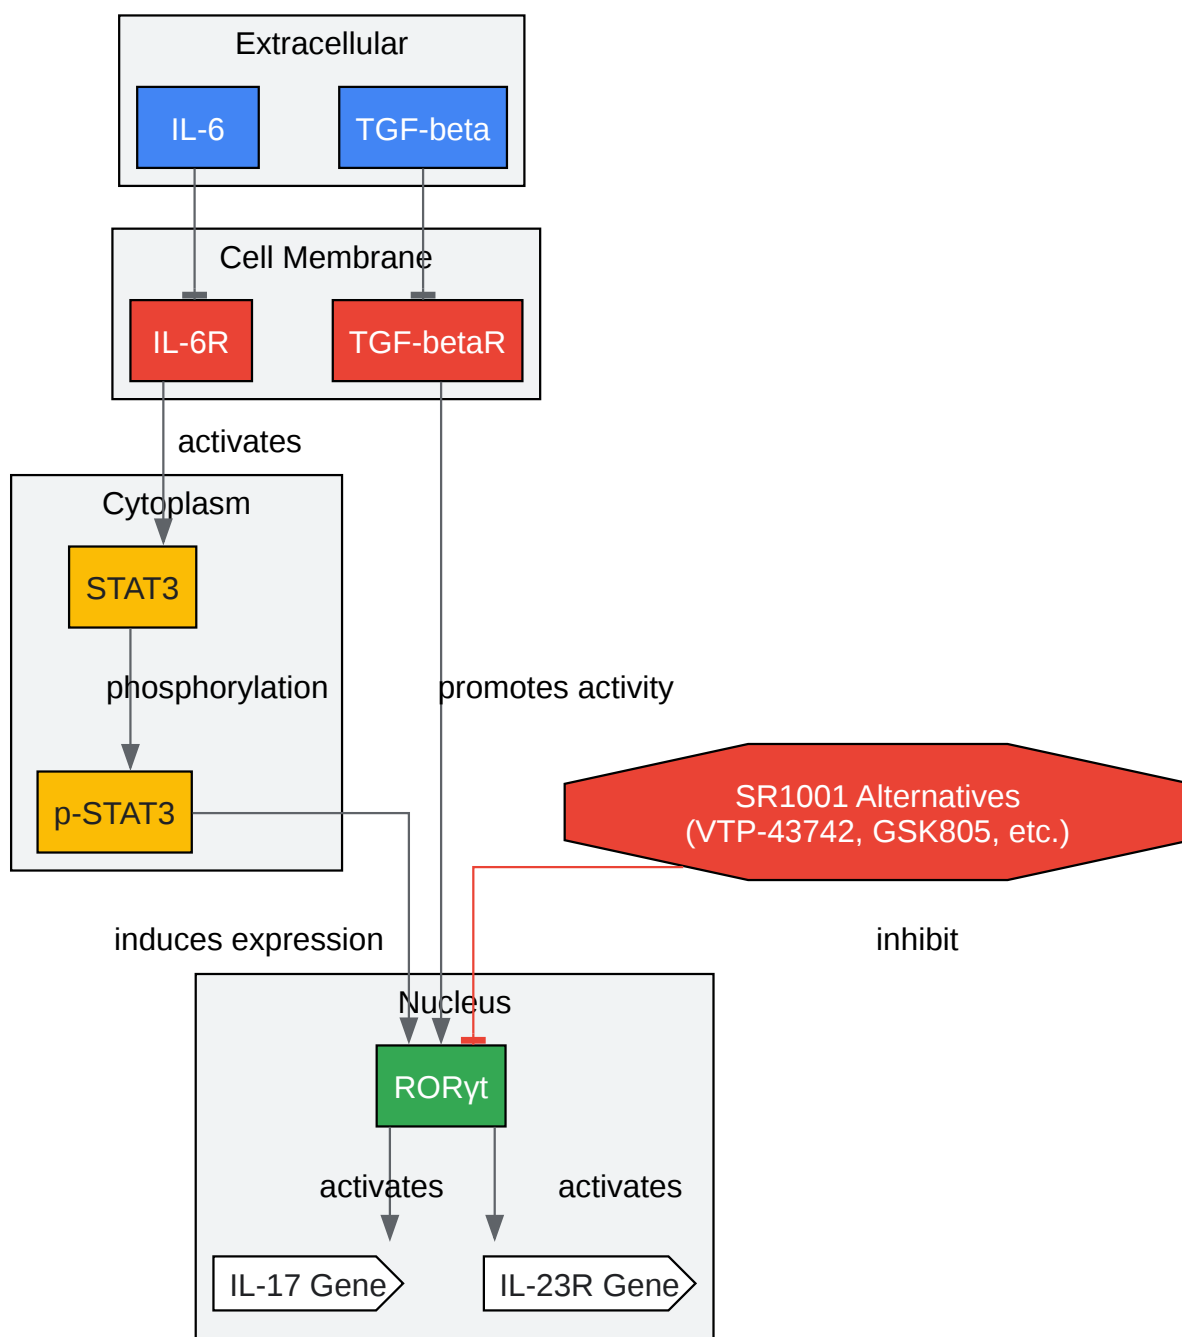 Extracellular
IL-6
TGF-beta
Cell Membrane
IL-6R
TGF-betaR
activates
Cytoplasm
STAT3
phosphorylation
promotes activity
p-STAT3
SR1001 Alternatives
(VTP-43742, GSK805, etc.)
induces expression
inhibit
Nucleus
RORγt
activates
activates
IL-17 Gene
IL-23R Gene